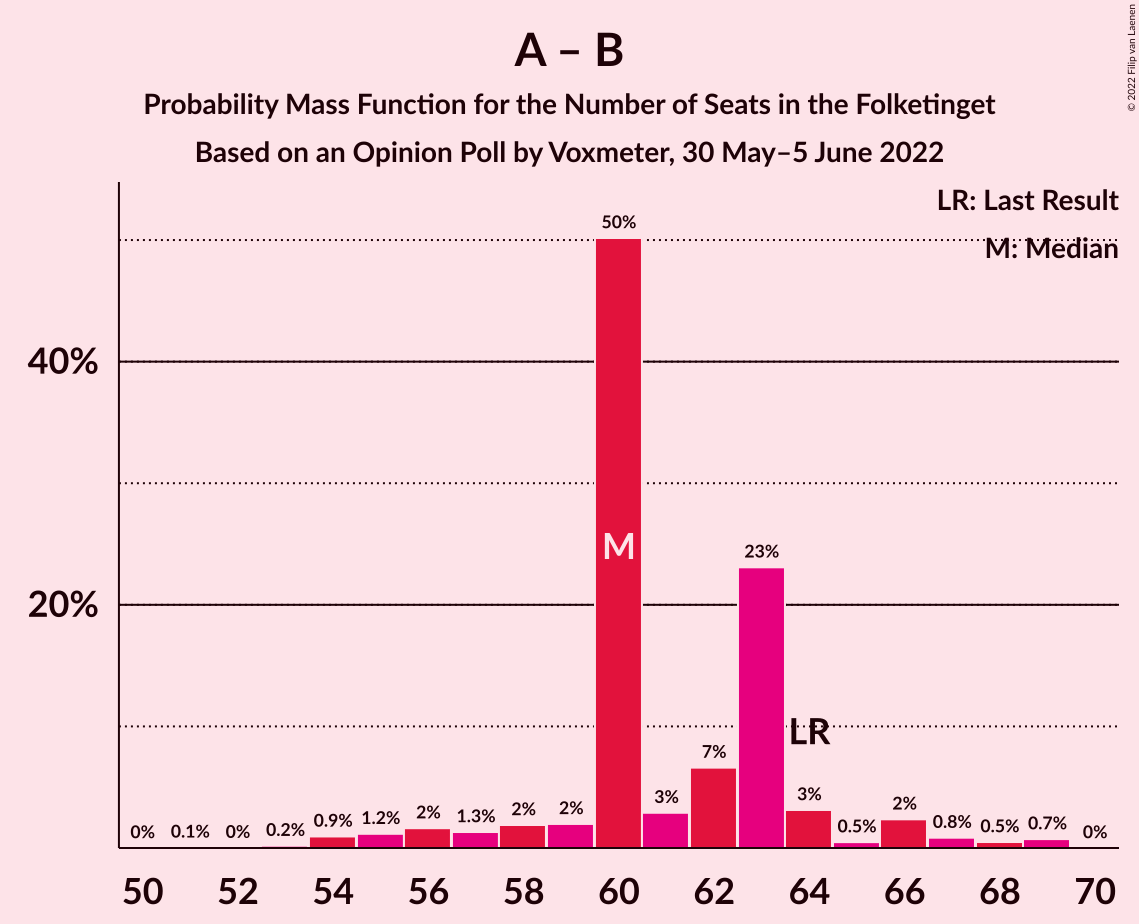 A – B
Probability Mass Function for the Number of Seats in the Folketinget
Based on an Opinion Poll by Voxmeter, 30 May–5 June 2022
© 2022 Filip van Laenen
LR: Last Result
M: Median
50%
40%
M
23%
20%
LR
7%
0% 0.1% 0% 0.2% 0.9% 1.2% 2% 1.3% 2% 2% 3% 3% 0.5% 2% 0.8% 0.5% 0.7% 0%
50 52 54 56 58 60 62 64 66 68 70